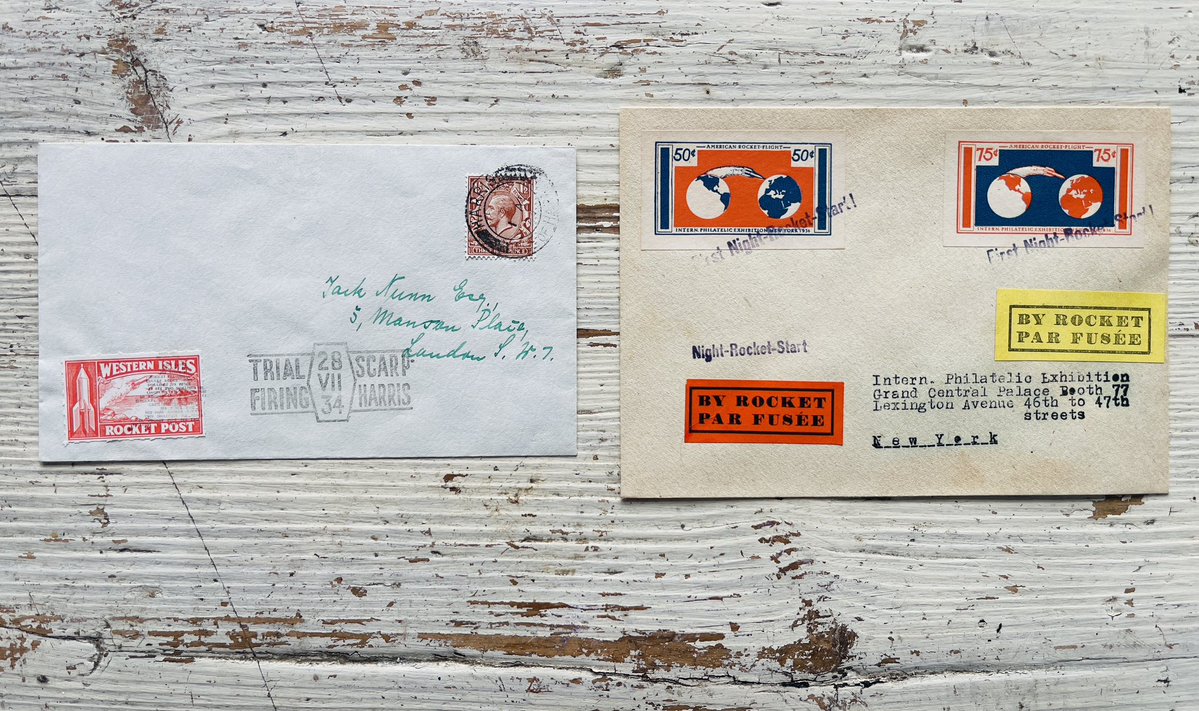 Jack Nunn Esq.,
5, Manson Place,
London S. W. 7.
WESTERN ISLES
ROCKET POST
TRIAL 28 SCARP-
VII
FIRING 34 HARRIS
AMERICAN ROCKET-FLIGHT
50¢ 50¢
INTERN. PHILATELIC EXHIBITION NEW YORK 1936
First Night-Rocket-Start!
AMERICAN ROCKET-FLIGHT
75¢ 75¢
INTERN. PHILATELIC EXHIBITION NEW YORK 1936
First Night-Rocket-Start!
BY ROCKET
PAR FUSÉE
Night-Rocket-Start
BY ROCKET
PAR FUSÉE
Intern. Philatelic Exhibition
Grand Central Palace Booth 77
Lexington Avenue 46th to 47th
streets
New York